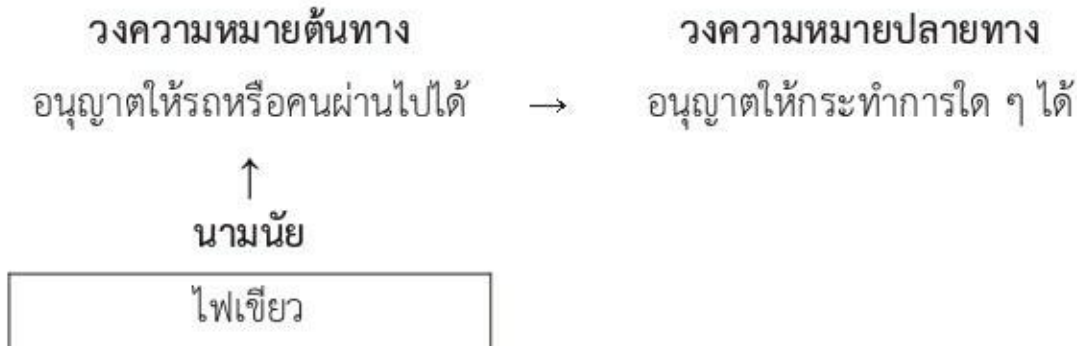 วงความหมายต้นทาง วงความหมายปลายทาง
อนุญาตให้รถหรือคนผ่านไปได้ → อนุญาตให้กระทำการใด ๆ ได้
↑
นามนัย
ไฟเขียว